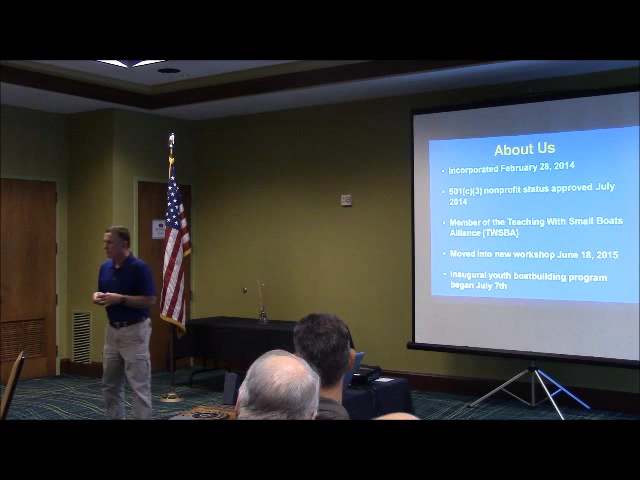 About Us
• Incorporated February 28, 2014
• 501(c)(3) nonprofit status approved July
2014
• Member of the Teaching With Small Boats
Alliance (TWSBA)
• Moved into new workshop June 18, 2015
• Inaugural youth boatbuilding program
began July 7th